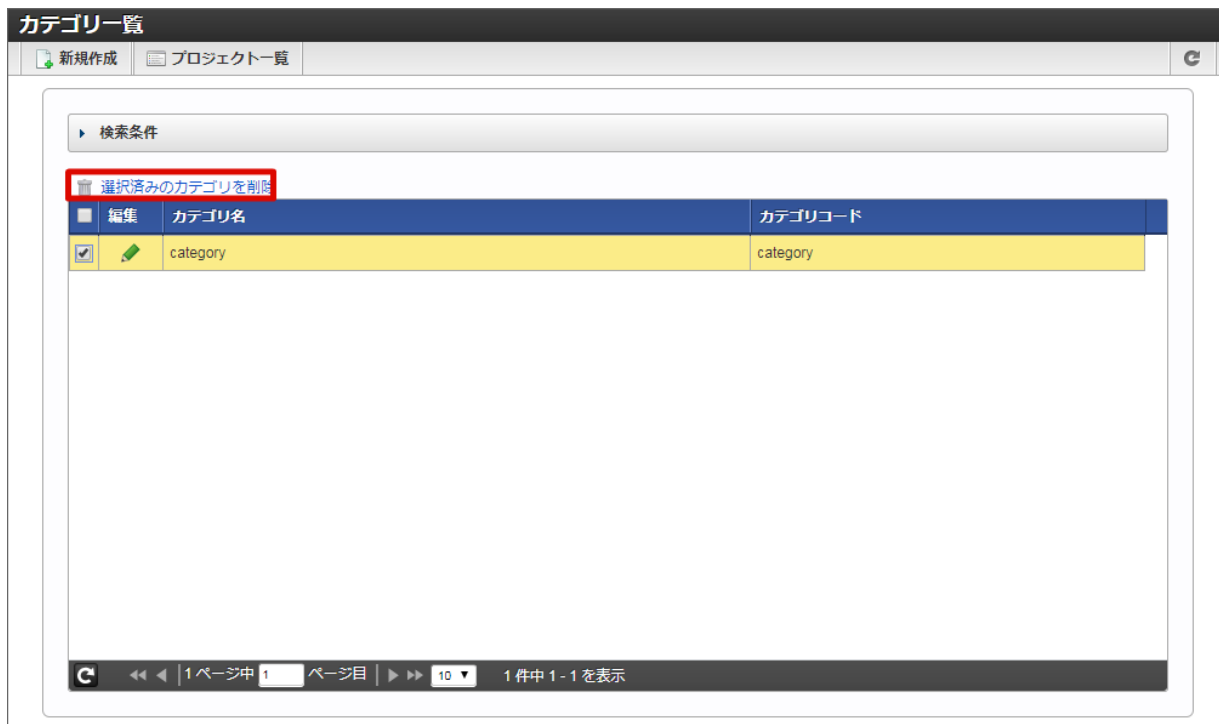 カテゴリ一覧
新規作成 プロジェクト一覧
検索条件
選択済みのカテゴリを削除
編集 カテゴリ名 カテゴリコード
category category
1 ページ中 1 ページ目 10 1 件中 1 - 1 を表示